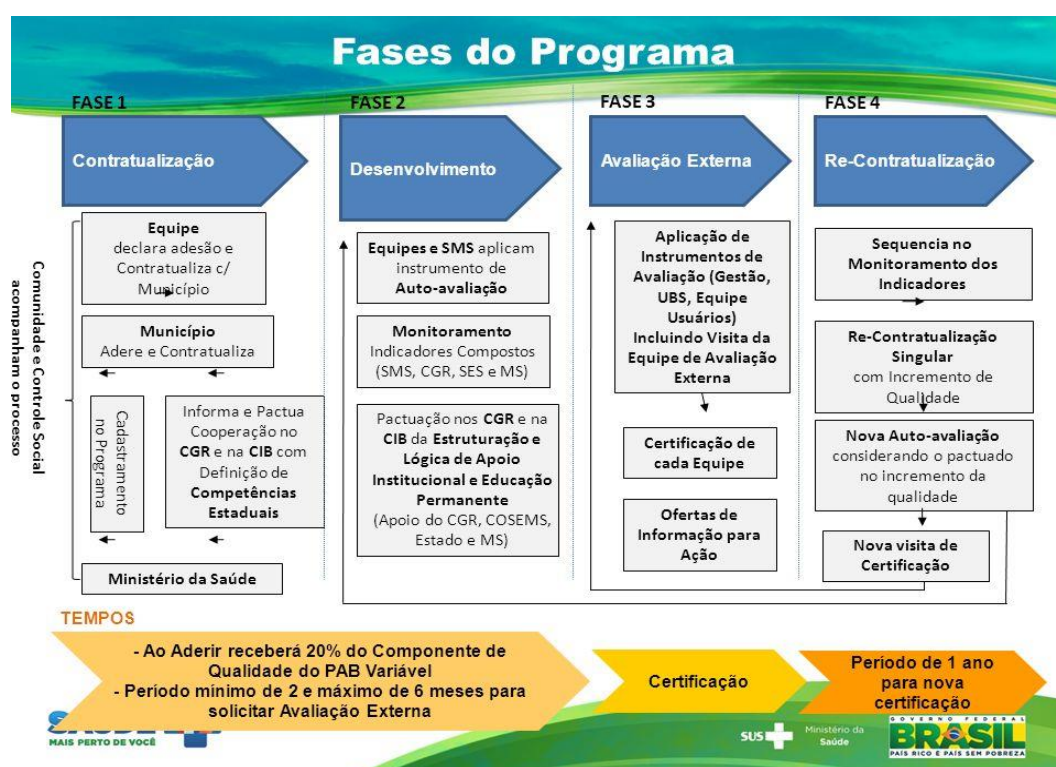 Fases do Programa
FASE 1
Contratualização
Equipe
declara adesão e
Contratualiza c/
Município
Município
Adere e Contratualiza
Cadastramento
no Programa
Informa e Pactua
Cooperação no
CGR e na CIB com
Definição de
Competências
Estaduais
Ministério da Saúde
Comunidade e Controle Social
acompanham o processo
FASE 2
Desenvolvimento
Equipes e SMS aplicam
instrumento de
Auto-avaliação
Monitoramento
Indicadores Compostos
(SMS, CGR, SES e MS)
Pactuação nos CGR e na
CIB da Estruturação e
Lógica de Apoio
Institucional e Educação
Permanente
(Apoio do CGR, COSEMS,
Estado e MS)
FASE 3
Avaliação Externa
Aplicação de
Instrumentos de
Avaliação (Gestão,
UBS, Equipe
Usuários)
Incluindo Visita da
Equipe de Avaliação
Externa
Certificação de
cada Equipe
Ofertas de
Informação para
Ação
FASE 4
Re-Contratualização
Sequencia no
Monitoramento dos
Indicadores
Re-Contratualização
Singular
com Incremento de
Qualidade
Nova Auto-avaliação
considerando o pactuado
no incremento da
qualidade
Nova visita de
Certificação
TEMPOS
- Ao Aderir receberá 20% do Componente de
Qualidade do PAB Variável
- Período mínimo de 2 e máximo de 6 meses para
solicitar Avaliação Externa
Certificação
Período de 1 ano
para nova
certificação
MAIS PERTO DE VOCÊ
SUS
Ministério da
Saúde
GOVERNO FEDERAL
BRASIL
PAÍS RICO É PAÍS SEM POBREZA